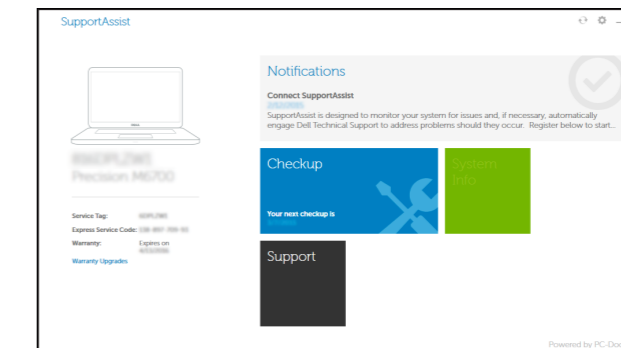 SupportAssist
Notifications
Connect SupportAssist
SupportAssist is designed to monitor your system for issues and, if necessary, automatically
engage Dell Technical Support to address problems should they occur. Register below to start...
Precision M6700
Checkup
System
Info
Service Tag:
Express Service Code:
Warranty: Expires on
Warranty Upgrades
Your next checkup is
Support
Powered by PC-Doc